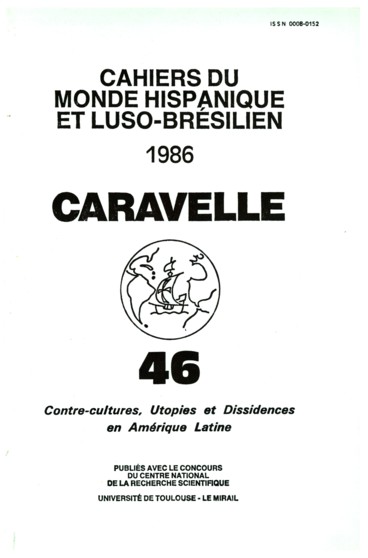 ISSN 0008-0152
CAHIERS DU
MONDE HISPANIQUE
ET LUSO-BRÉSILIEN
1986
CARAVELLE
46
Contre-cultures, Utopies et Dissidences
en Amérique Latine
PUBLIÉS AVEC LE CONCOURS
DU CENTRE NATIONAL
DE LA RECHERCHE SCIENTIFIQUE
UNIVERSITÉ DE TOULOUSE - LE MIRAIL